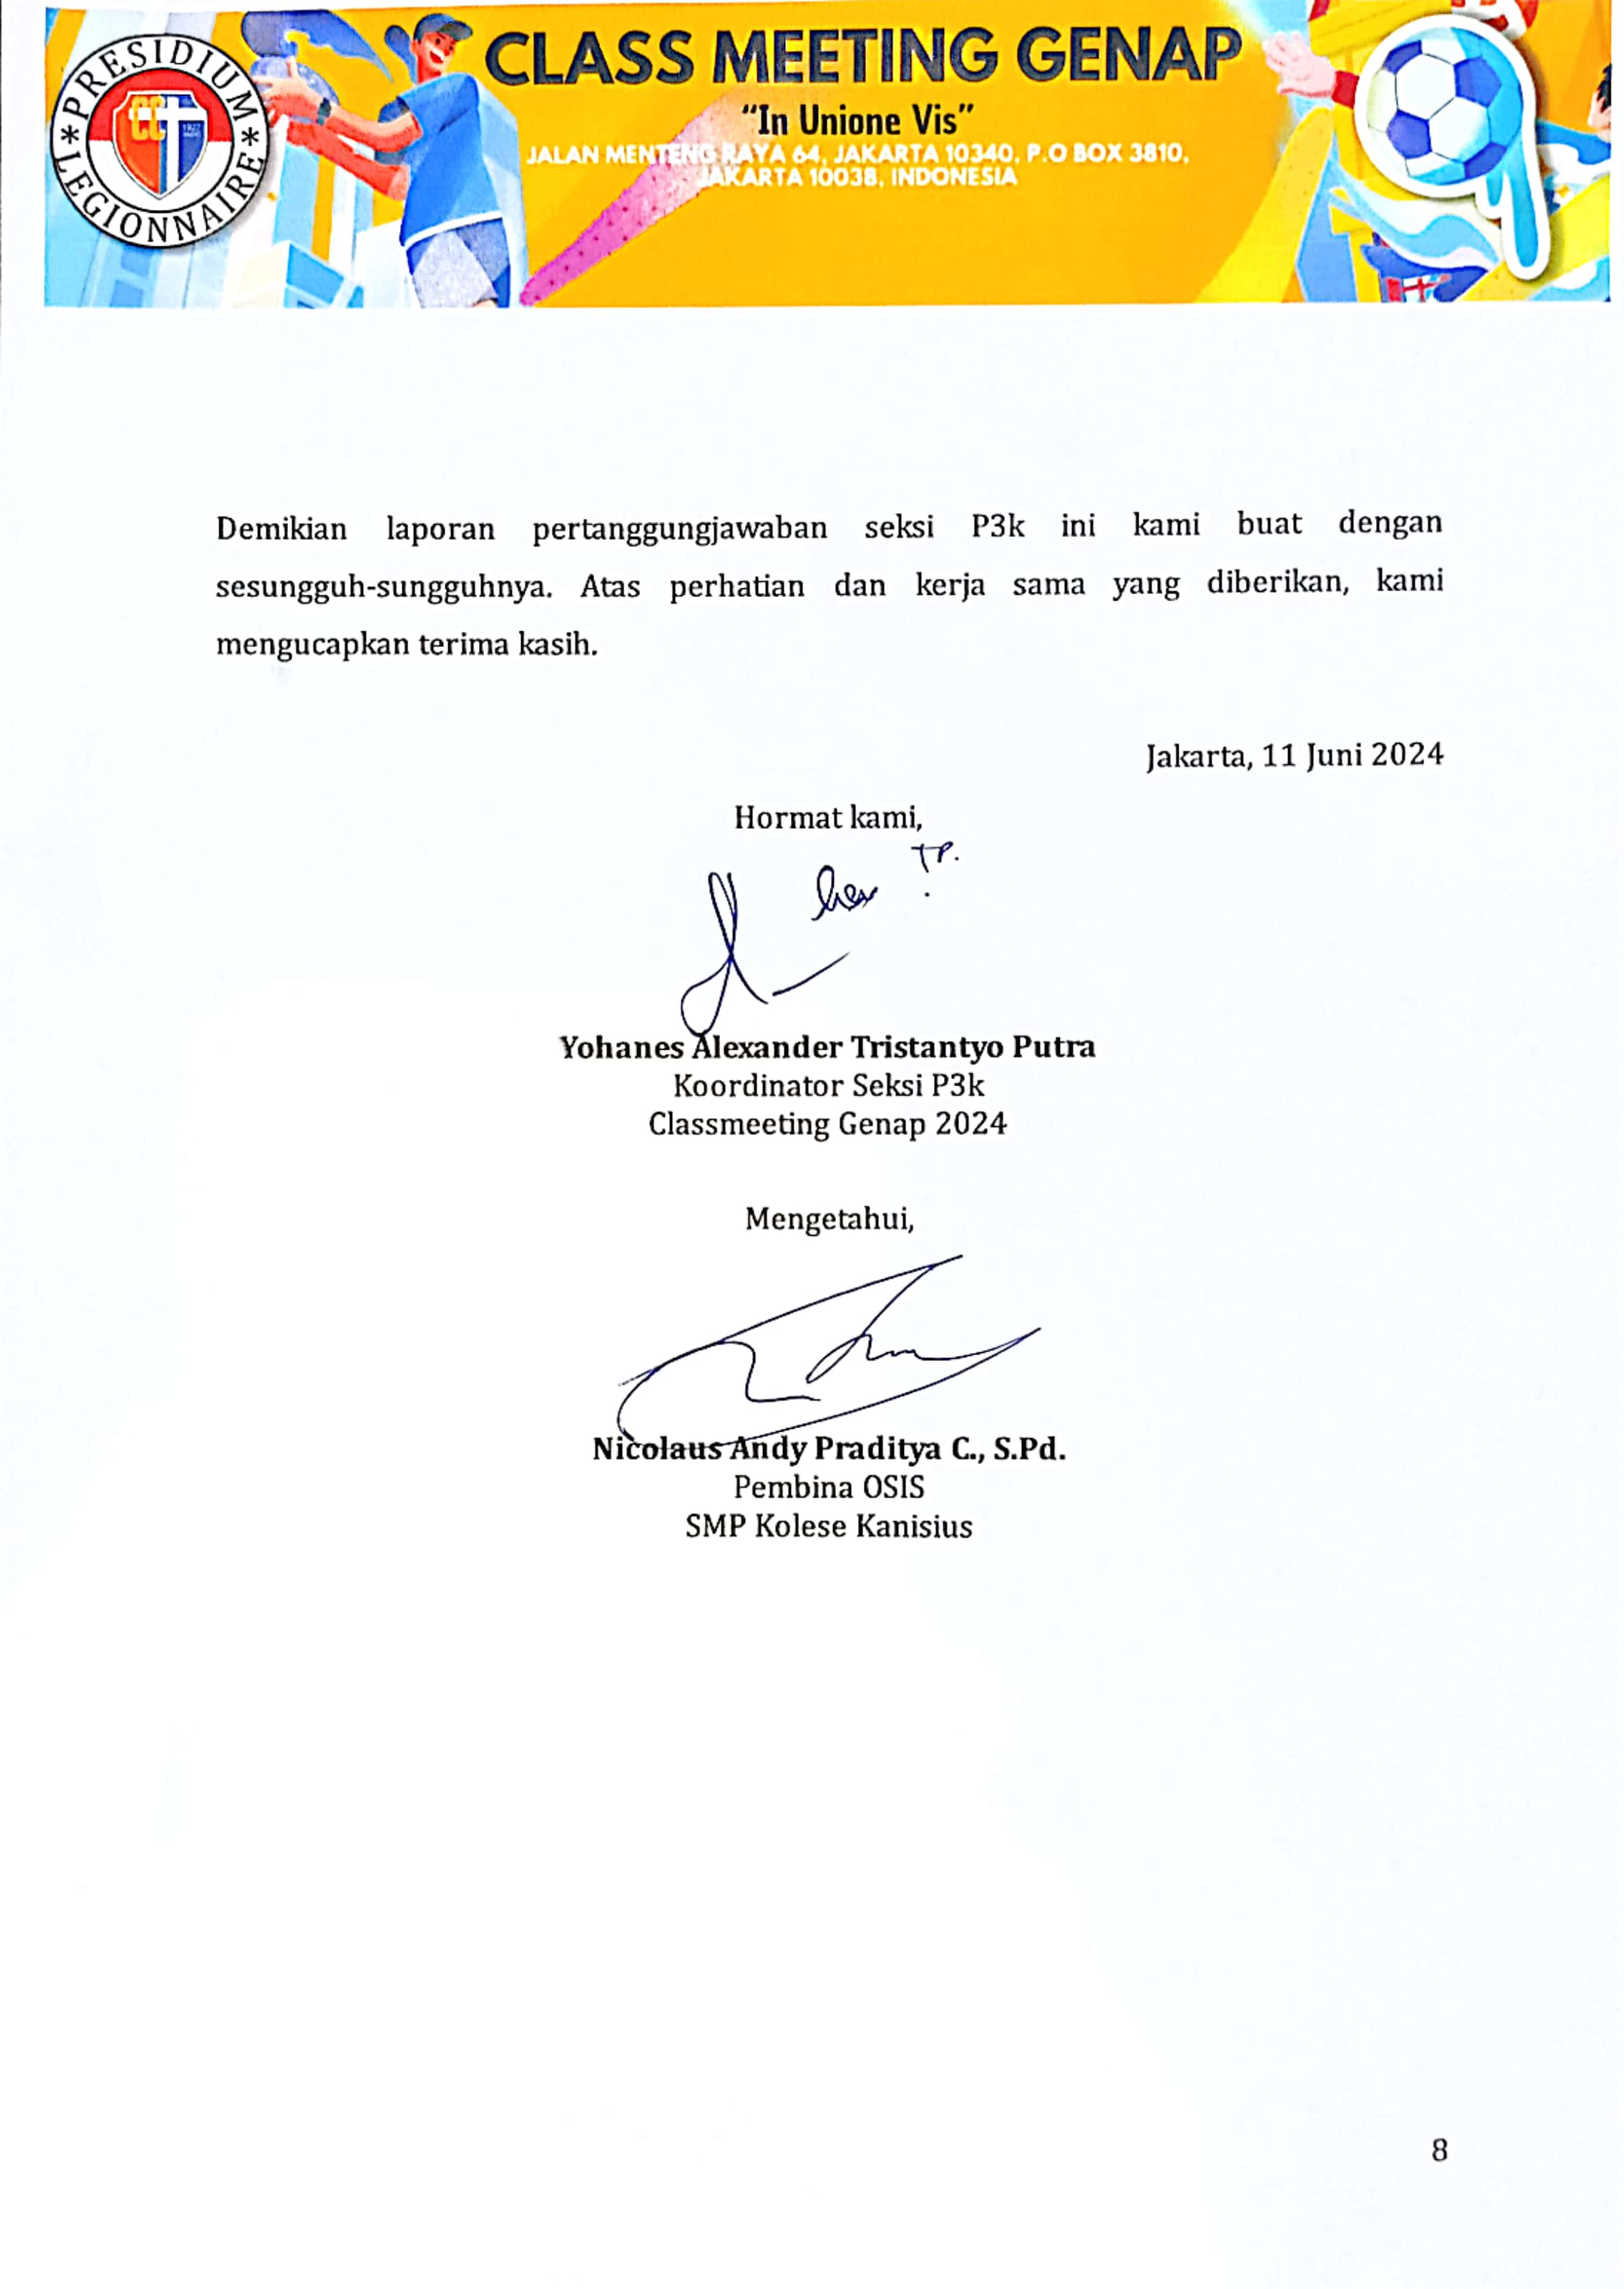 PRESIDIUM
LEGIONNAIRE
CC
CLASS MEETING GENAP
“In Unione Vis”
JALAN MENTENG RAYA 64, JAKARTA 10340, P.O BOX 3810,
JAKARTA 10038, INDONESIA
Demikian laporan pertanggungjawaban seksi P3k ini kami buat dengan
sesungguh-sungguhnya. Atas perhatian dan kerja sama yang diberikan, kami
mengucapkan terima kasih.
Jakarta, 11 Juni 2024
Hormat kami,
Yohanes Alexander Tristantyo Putra
Koordinator Seksi P3k
Classmeeting Genap 2024
Mengetahui,
Nicolaus Andy Praditya C., S.Pd.
Pembina OSIS
SMP Kolese Kanisius
8